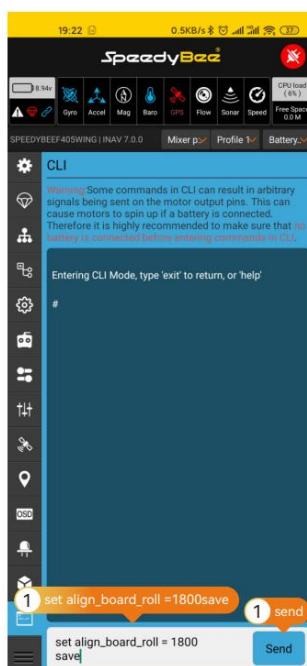 19:22
0.5KB/s
37
SpeedyBee
8.94v
Gyro
Accel
Mag
Baro
GPS
Flow
Sonar
Speed
CPU load
( 6% )
Free Space
0.0 M
SPEEDYBEEF405WING | INAV 7.0.0
Mixer p
Profile 1
Battery
CLI
Warning:Some commands in CLI can result in arbitrary
signals being sent on the motor output pins. This can
cause motors to spin up if a battery is connected.
Therefore it is highly recommended to make sure that no
battery is connected before entering commands in CLI.
Entering CLI Mode, type 'exit' to return, or 'help'
#
OSD
1
set align_board_roll =1800save
1
send
set align_board_roll = 1800
save
Send